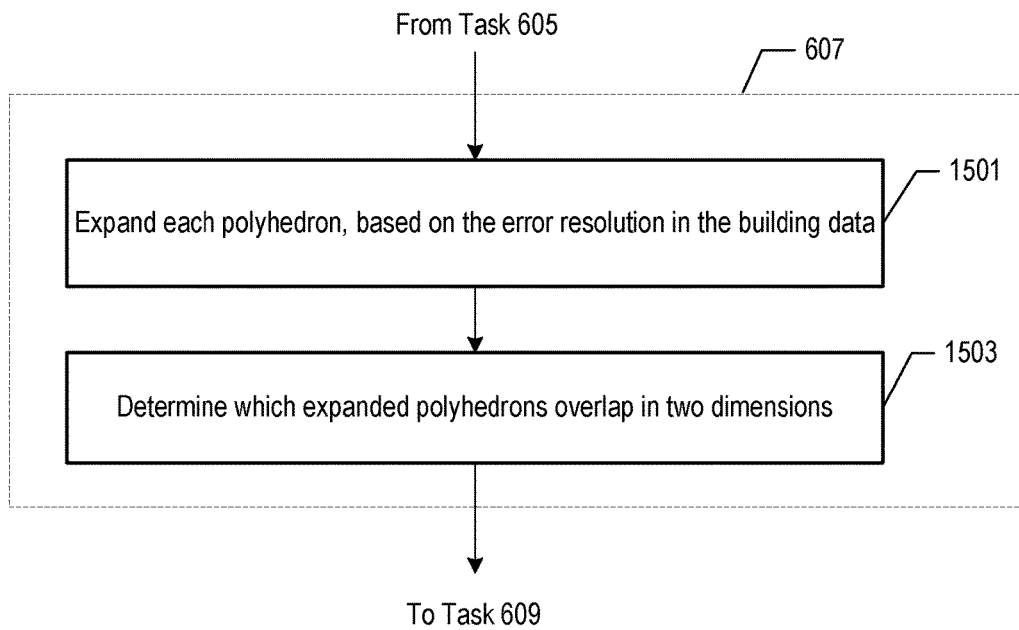 From Task 605
607
1501
Expand each polyhedron, based on the error resolution in the building data
1503
Determine which expanded polyhedrons overlap in two dimensions
To Task 609